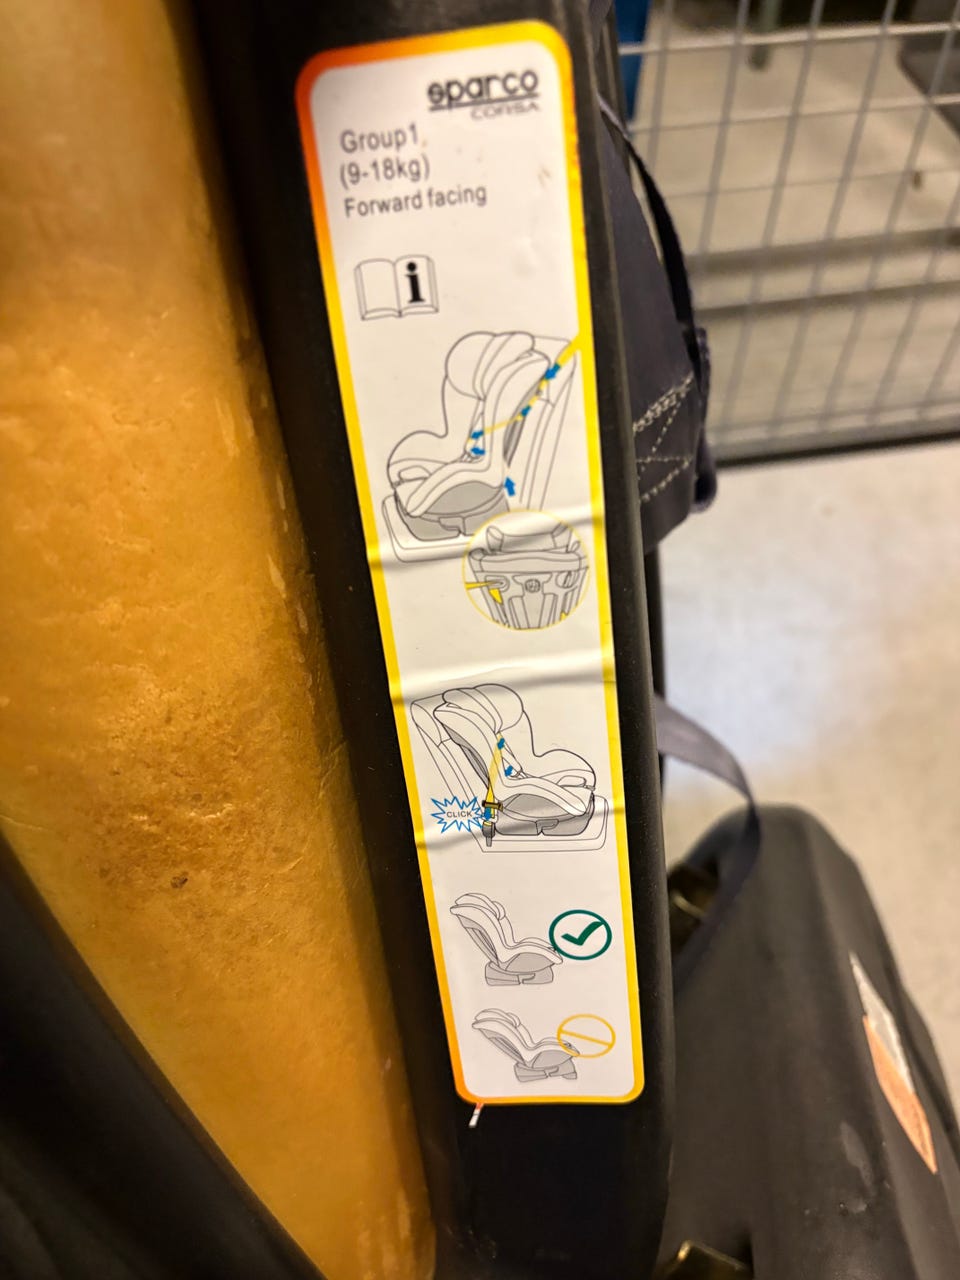 sparco
CORSA
Group1
(9-18kg)
Forward facing
i
CLICK